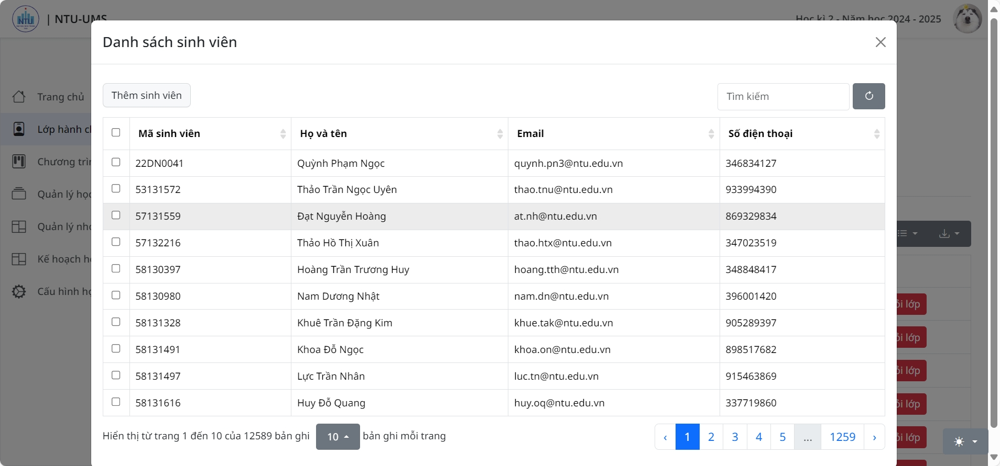 NTU
| NTU-UMS
Học kì 2 - Năm học 2024 - 2025
Danh sách sinh viên
Trang chủ
Lớp hành
Chương
Quản lý
Quản lý
Kế hoạch
Cấu hình
Thêm sinh viên
Tìm kiếm
Mã sinh viên Họ và tên Email Số điện thoại
22DN0041 Quỳnh Phạm Ngọc quynh.pn3@ntu.edu.vn 346834127
53131572 Thảo Trần Ngọc Uyên thao.tnu@ntu.edu.vn 933994390
57131559 Đạt Nguyễn Hoàng at.nh@ntu.edu.vn 869329834
57132216 Thảo Hồ Thị Xuân thao.htx@ntu.edu.vn 347023519
58130397 Hoàng Trần Trương Huy hoang.tth@ntu.edu.vn 348848417
58130980 Nam Dương Nhật nam.dn@ntu.edu.vn 396001420
58131328 Khuê Trần Đặng Kim khue.tak@ntu.edu.vn 905289397
58131491 Khoa Đỗ Ngọc khoa.on@ntu.edu.vn 898517682
58131497 Lực Trần Nhân luc.tn@ntu.edu.vn 915463869
58131616 Huy Đỗ Quang huy.oq@ntu.edu.vn 337719860
lớp
lớp
lớp
lớp
lớp
Hiển thị từ trang 1 đến 10 của 12589 bản ghi 10 bản ghi mỗi trang
‹ 1 2 3 4 5 ... 1259 ›